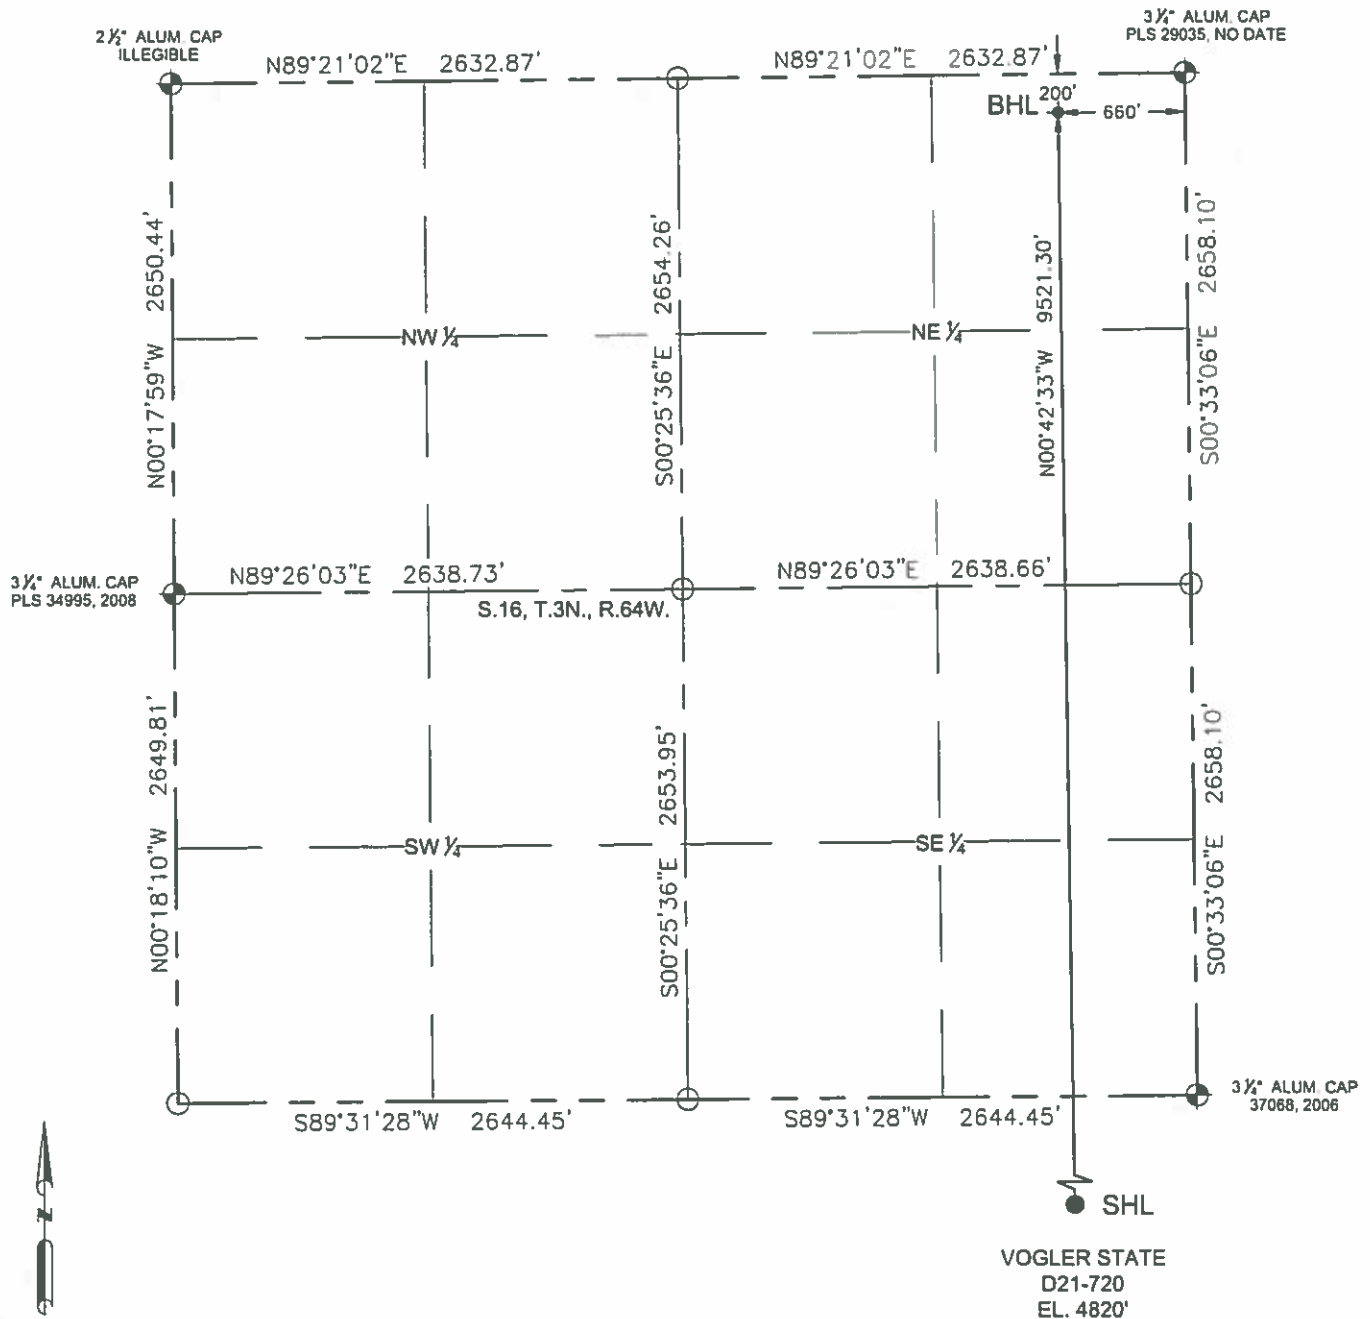 2 ½" ALUM. CAP
ILLEGIBLE
3 ¼" ALUM. CAP
PLS 29035, NO DATE
N89°21'02"E 2632.87'
N89°21'02"E 2632.87'
BHL
200'
660'
N00°17'59"W 2650.44'
S00°25'36"E 2654.26'
N00°42'33"W 9521.30'
S00°33'06"E 2658.10'
NW ¼
NE ¼
3 ¼" ALUM. CAP
PLS 34995, 2008
N89°26'03"E 2638.73'
N89°26'03"E 2638.66'
S.16, T.3N., R.64W.
N00°18'10"W 2649.81'
S00°25'36"E 2653.95'
S00°33'06"E 2658.10'
SW ¼
SE ¼
S89°31'28"W 2644.45'
S89°31'28"W 2644.45'
3 ¼" ALUM. CAP
37068, 2006
N
SHL
VOGLER STATE
D21-720
EL. 4820'